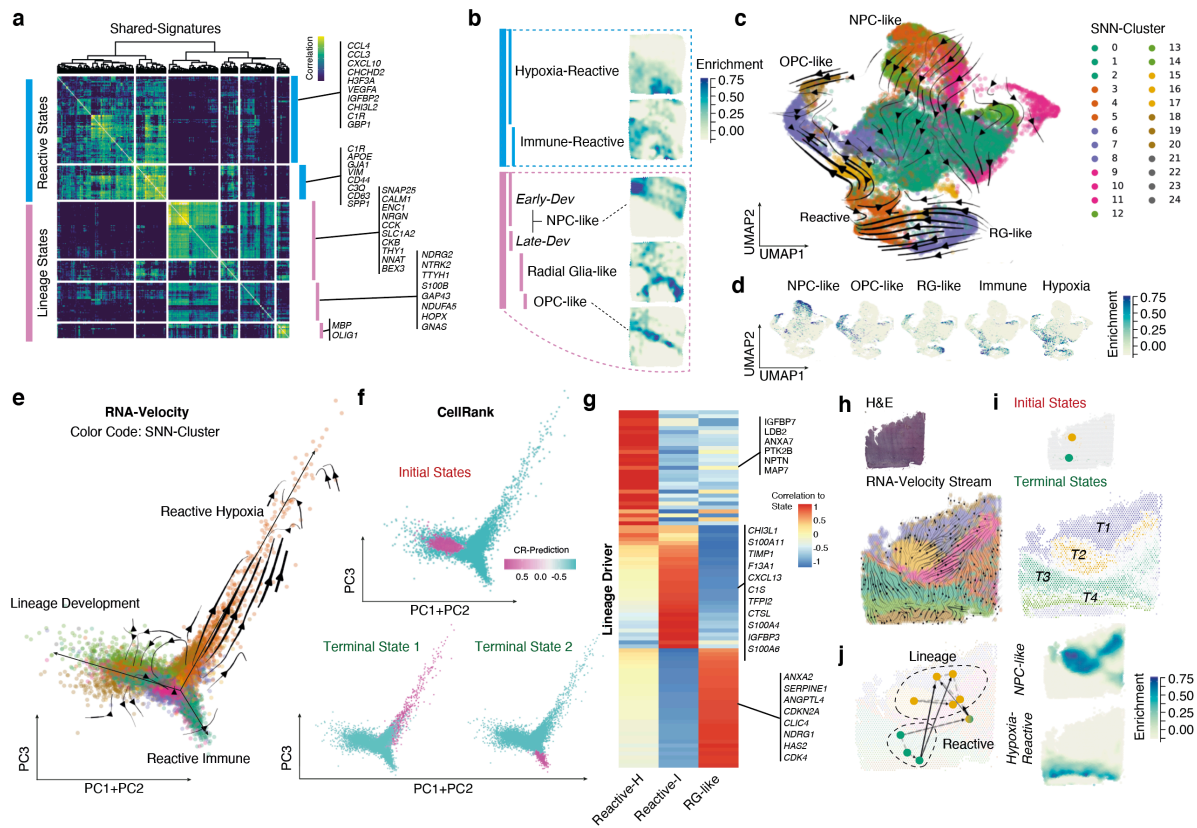 a
Shared-Signatures
Correlation
Reactive States
Lineage States
CCL4
CCL3
CXCL10
CHCHD2
H3F3A
VEGFA
IGFBP2
CHI3L2
C1R
GBP1
C1R
APOE
GJA1
VIM
CD44
C3Q
CD63
SPP1
SNAP25
CALM1
ENC1
NRGN
CCK
SLC1A2
CKB
THY1
NNAT
BEX3
NDRG2
NTRK2
TTYH1
S100B
GAP43
NDUFA5
HOPX
GNAS
MBP
OLIG1
b
Hypoxia-Reactive
Immune-Reactive
Early-Dev
NPC-like
Late-Dev
Radial Glia-like
OPC-like
Enrichment
0.75
0.50
0.25
0.00
c
NPC-like
OPC-like
Reactive
RG-like
UMAP2
UMAP1
SNN-Cluster
0 13
1 14
2 15
3 16
4 17
5 18
6 19
7 20
8 21
9 22
10 23
11 24
12
d
NPC-like OPC-like RG-like Immune Hypoxia
UMAP2
UMAP1
Enrichment
0.75
0.50
0.25
0.00
e
RNA-Velocity
Color Code: SNN-Cluster
Reactive Hypoxia
Lineage Development
Reactive Immune
PC3
PC1+PC2
f
CellRank
Initial States
CR-Prediction
0.5 0.0 -0.5
PC3
PC1+PC2
Terminal State 1 Terminal State 2
PC3
PC1+PC2
g
Lineage Driver
Reactive-H
Reactive-I
RG-like
IGFBP7
LDB2
ANXA7
PTK2B
NPTN
MAP7
Correlation to
State
1
0.5
0
-0.5
-1
CHI3L1
S100A11
TIMP1
F13A1
CXCL13
C1S
TFPI2
CTSL
S100A4
IGFBP3
S100A6
ANXA2
SERPINE1
ANGPTL4
CDKN2A
CLIC4
NDRG1
HAS2
CDK4
h
H&E
RNA-Velocity Stream
i
Initial States
Terminal States
T1
T2
T3
T4
j
Lineage
Reactive
NPC-like
Hypoxia-
Reactive
Enrichment
0.75
0.50
0.25
0.00